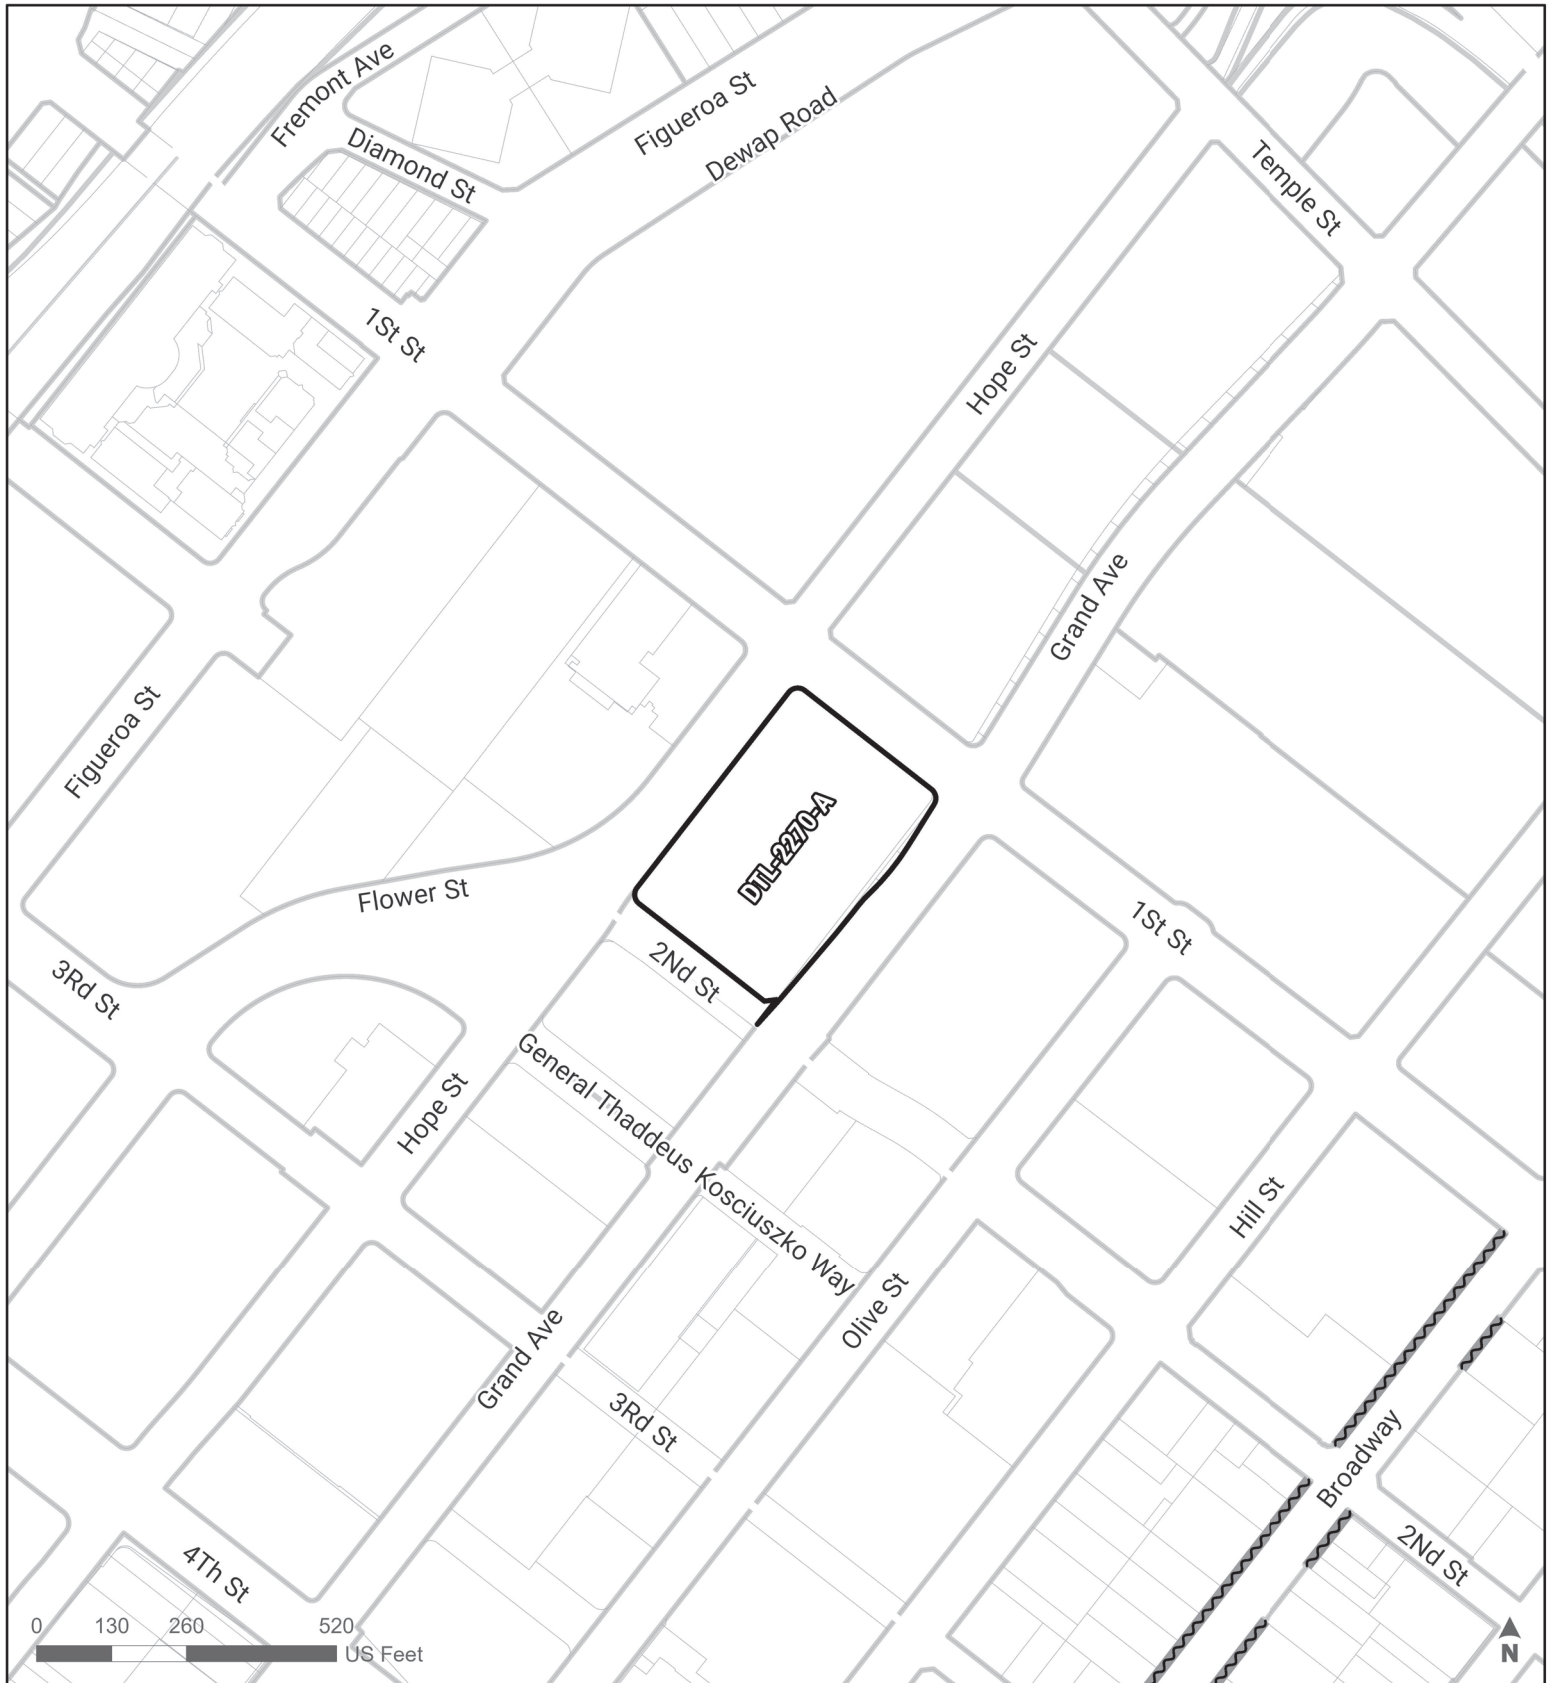 Fremont Ave
Figueroa St
Dewap Road
Diamond St
Temple St
1St St
Hope St
Grand Ave
Figueroa St
DTL-2270-A
Flower St
1St St
2Nd St
3Rd St
General Thaddeus Kosciuszko Way
Hope St
Hill St
Olive St
Grand Ave
3Rd St
Broadway
2Nd St
4Th St
0 130 260 520
US Feet
N